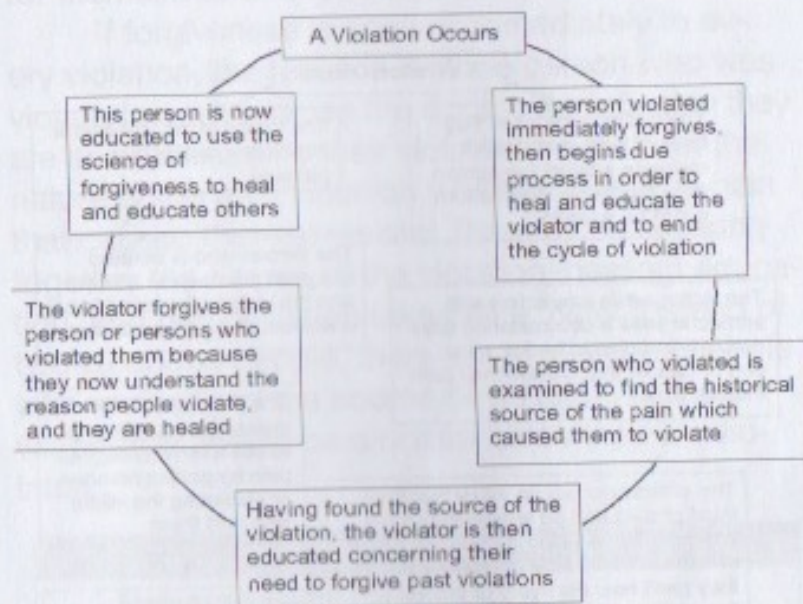 A Violation Occurs
The person violated
immediately forgives,
then begins due
process in order to
heal and educate the
violator and to end
the cycle of violation
The person who violated is
examined to find the historical
source of the pain which
caused them to violate
Having found the source of the
violation, the violator is then
educated concerning their
need to forgive past violations
The violator forgives the
person or persons who
violated them because
they now understand the
reason people violate,
and they are healed
This person is now
educated to use the
science of
forgiveness to heal
and educate others